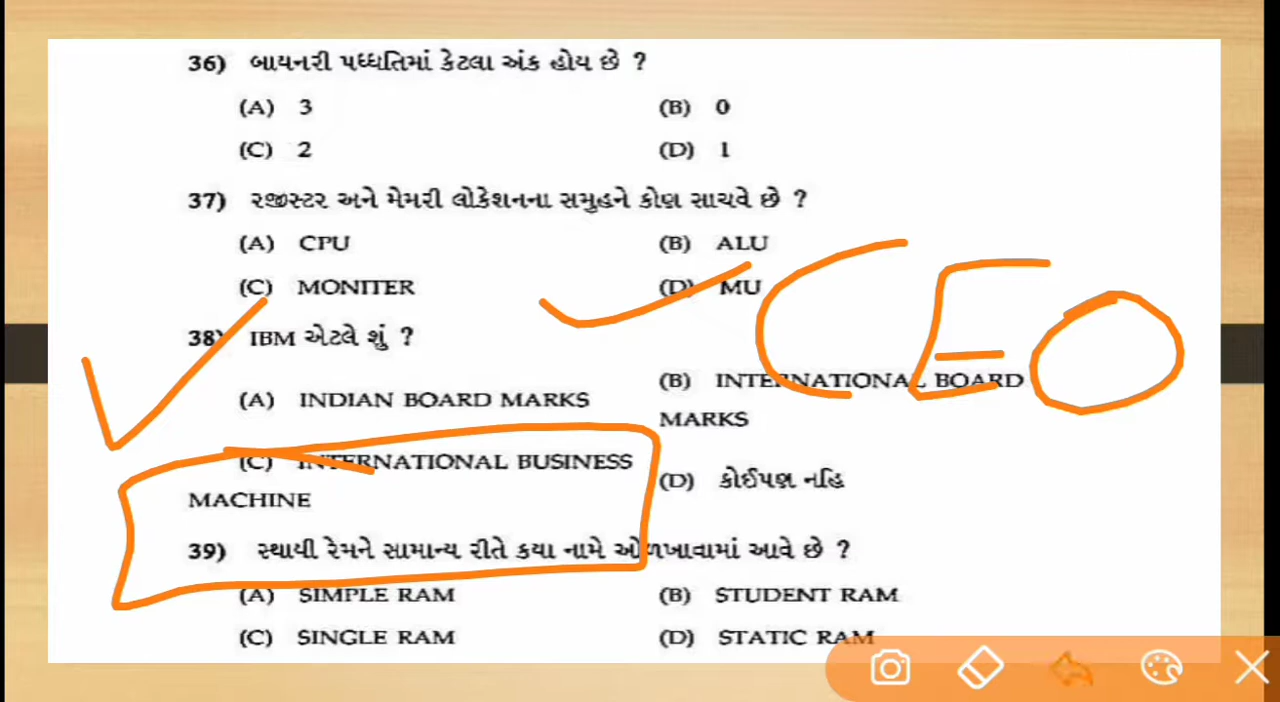 36) બાયનરી પધ્ધતિમાં કેટલા અંક હોય છે ?
(A) 3 (B) 0
(C) 2 (D) 1
37) રજીસ્ટર અને મેમરી લોકેશનના સમુહને કોણ સાચવે છે ?
(A) CPU (B) ALU
(C) MONITER (D) MU
CEO
38) IBM એટલે શું ?
(A) INDIAN BOARD MARKS (B) INTERNATIONAL BOARD
MARKS
(C) INTERNATIONAL BUSINESS
MACHINE
(D) કોઈપણ નહિ
39) સ્થાયી રેમને સામાન્ય રીતે કયા નામે ઓળખાવામાં આવે છે ?
(A) SIMPLE RAM (B) STUDENT RAM
(C) SINGLE RAM (D) STATIC RAM